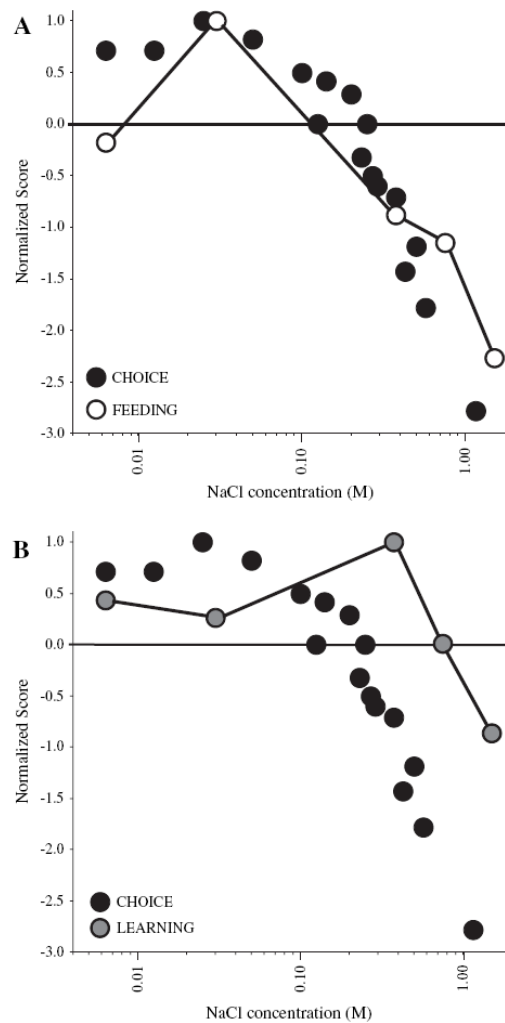 A
1.0
0.5
0.0
-0.5
-1.0
-1.5
-2.0
-2.5
-3.0
Normalized Score
CHOICE
FEEDING
0.01
0.10
1.00
NaCl concentration (M)
B
1.0
0.5
0.0
-0.5
-1.0
-1.5
-2.0
-2.5
-3.0
Normalized Score
CHOICE
LEARNING
0.01
0.10
1.00
NaCl concentration (M)